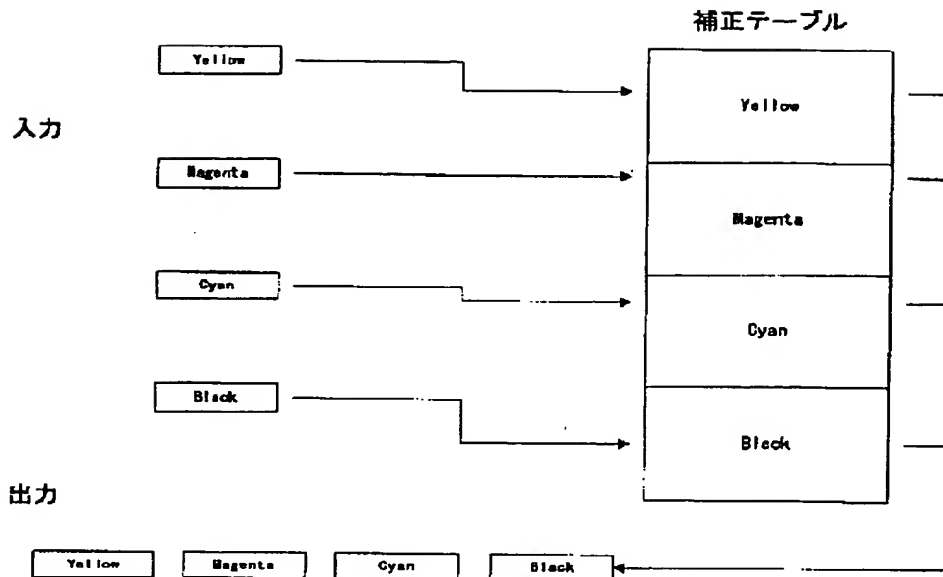 補正テーブル
Yellow
Yellow
入力
Magenta
Magenta
Cyan
Cyan
Black
Black
出力
Yellow
Magenta
Cyan
Black